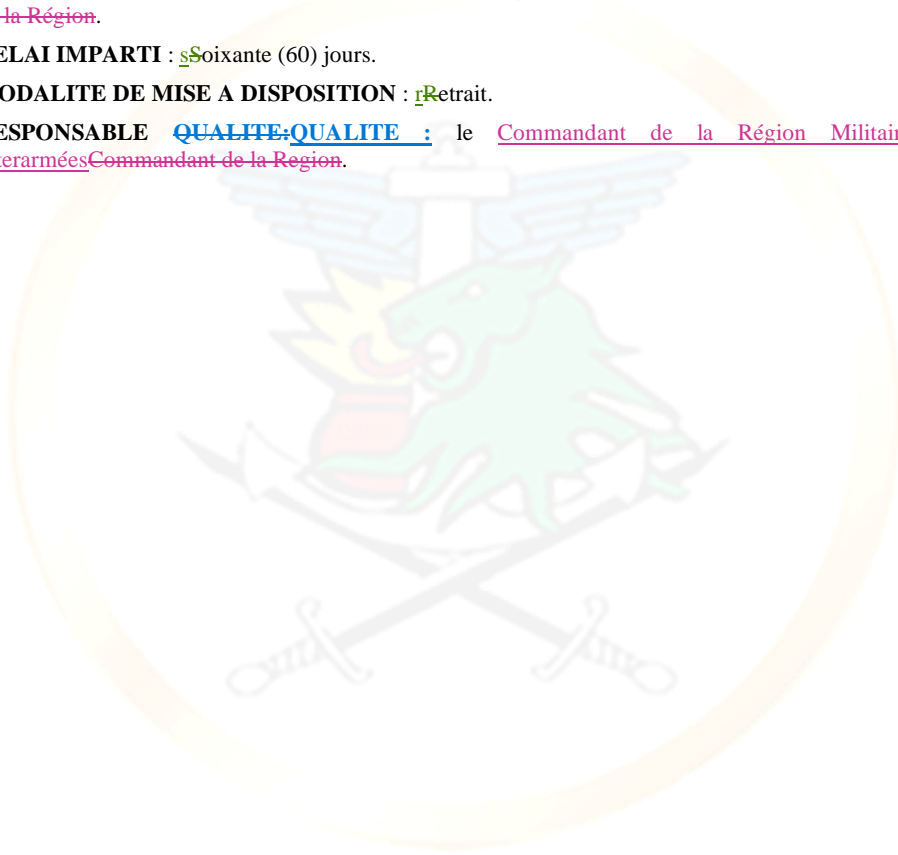 la Région.
ELAI IMPARTI : sSoixante (60) jours.
ODALITE DE MISE A DISPOSITION : rRetrait.
ESPONSABLE QUALITE:QUALITE : le Commandant de la Région Militair
terarméesCommandant de la Region.